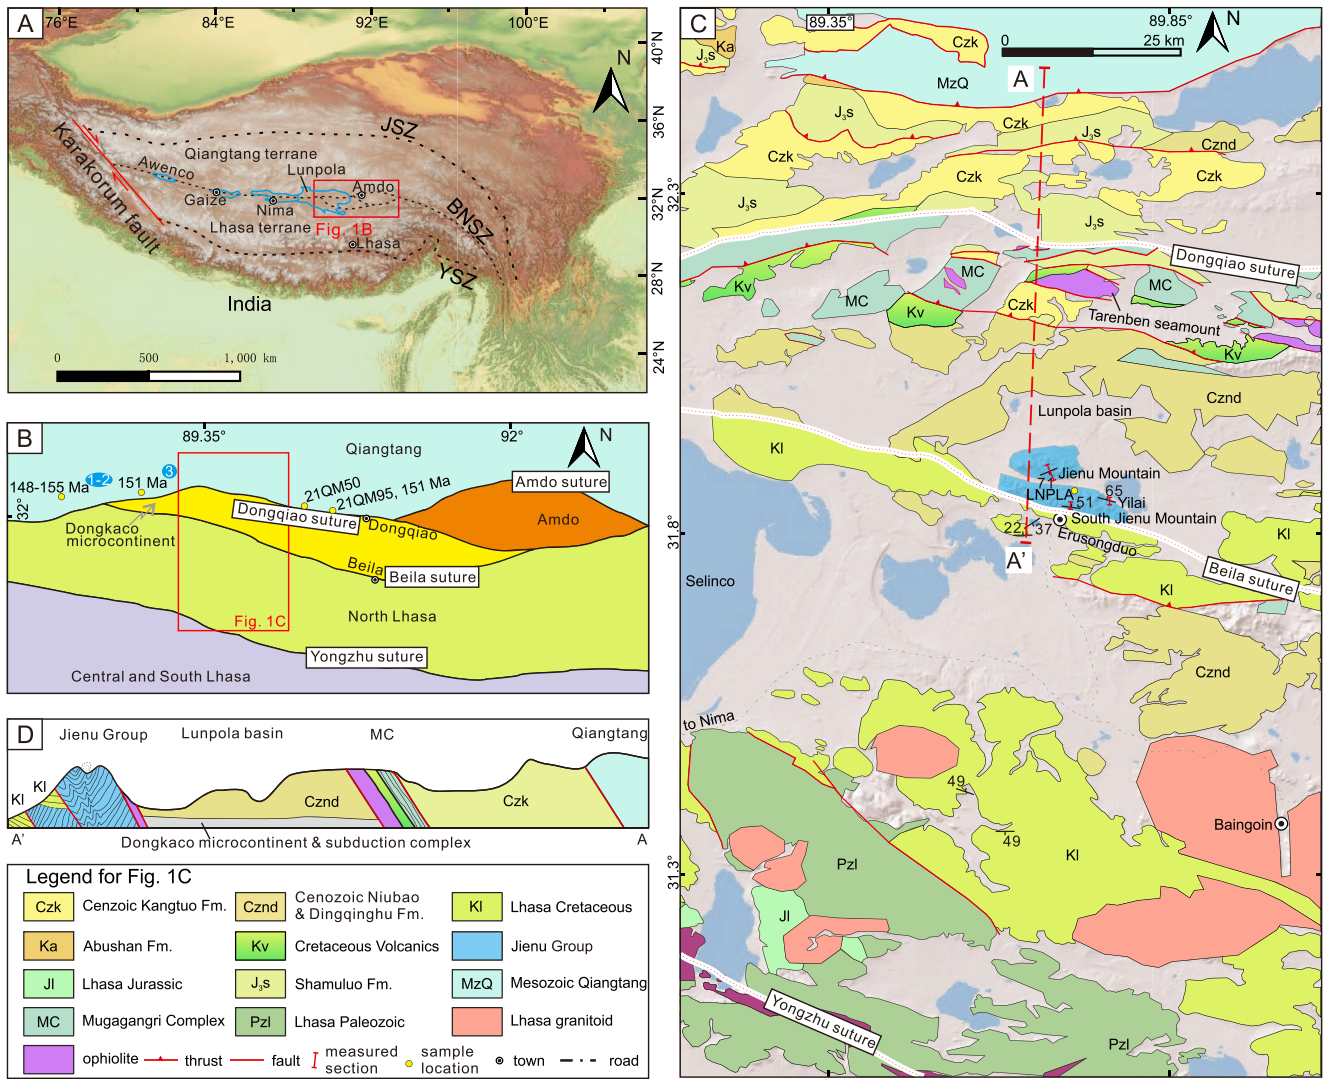 A
76°E
84°E
92°E
100°E
N
40°N
36°N
32°N
28°N
24°N
JSZ
Qiangtang terrane
Lunpola
Awenco
Amdo
Gaize
Nima
BNSZ
Lhasa terrane
Fig. 1B
Lhasa
Karakorum fault
YSZ
India
0
500
1,000 km
B
89.35°
92°
N
Qiangtang
1-2
3
148-155 Ma
151 Ma
21QM50
21QM95, 151 Ma
Amdo suture
32°
Dongqiao suture
Dongqiao
Amdo
Dongkaco
microcontinent
Beila
Beila suture
North Lhasa
Fig. 1C
Yongzhu suture
Central and South Lhasa
D
Jienu Group
Lunpola basin
MC
Qiangtang
Kl
Kl
Cznd
Czk
A'
A
Dongkaco microcontinent & subduction complex
Legend for Fig. 1C
Czk
Cenzoic Kangtuo Fm.
Cznd
Cenozoic Niubao
& Dingqinghu Fm.
Kl
Lhasa Cretaceous
Ka
Abushan Fm.
Kv
Cretaceous Volcanics
Jienu Group
Jl
Lhasa Jurassic
J₃s
Shamuluo Fm.
MzQ
Mesozoic Qiangtang
MC
Mugagangri Complex
Pzl
Lhasa Paleozoic
Lhasa granitoid
ophiolite
thrust
fault
measured
section
sample
location
town
road
C
89.35°
89.85°
N
0
25 km
Ka
J₃s
Czk
MzQ
A
J₃s
Czk
J₃s
Cznd
Czk
Czk
Czk
32.3°
J₃s
J₃s
Dongqiao suture
MC
Kv
MC
MC
Czk
Kv
Tarenben seamount
Kv
Cznd
Lunpola basin
Kl
Jienu Mountain
71
LNPLA
65
51
Yilai
South Jienu Mountain
22
37
Erusongduo
Kl
31.8°
A'
Beila suture
Selinco
Kl
Cznd
to Nima
49
Baingoin
49
Kl
Pzl
31.3°
Jl
Yongzhu suture
Pzl